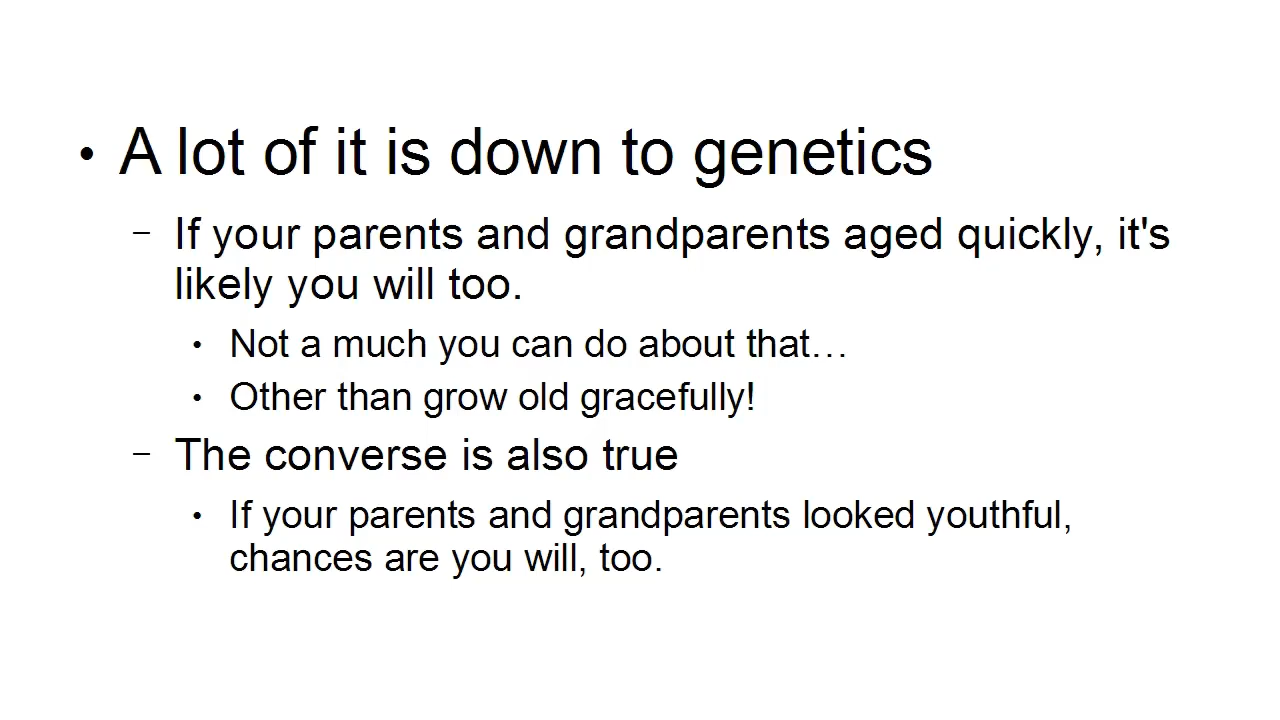 • A lot of it is down to genetics
– If your parents and grandparents aged quickly, it's
likely you will too.
• Not a much you can do about that…
• Other than grow old gracefully!
– The converse is also true
• If your parents and grandparents looked youthful,
chances are you will, too.